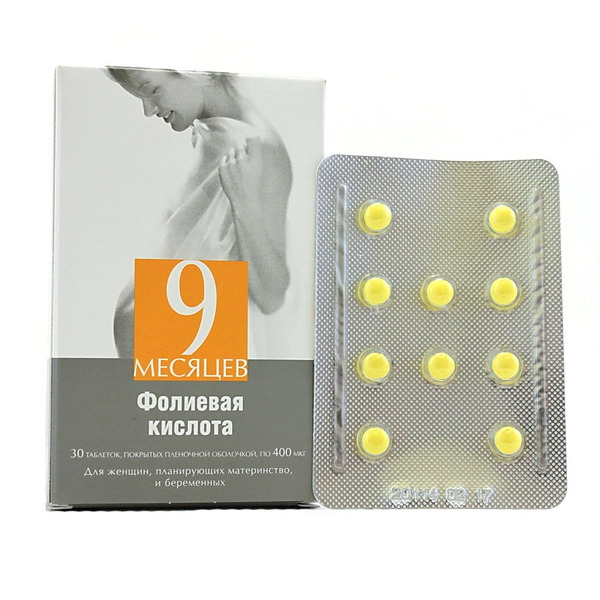 9
МЕСЯЦЕВ
Фолиевая
кислота
30 ТАБЛЕТОК, ПОКРЫТЫХ ПЛЕНОЧНОЙ ОБОЛОЧКОЙ, ПО 400 МКГ
Для женщин, планирующих материнство,
и беременных